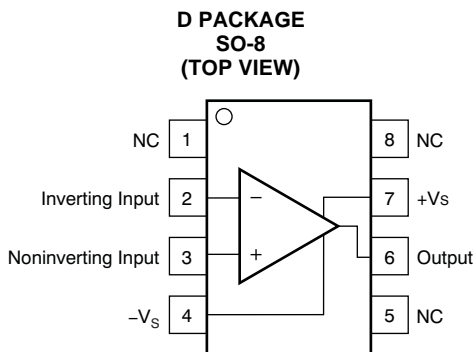 D PACKAGE
SO-8
(TOP VIEW)
NC 1 8 NC
Inverting Input 2 − 7 +VS
Noninverting Input 3 + 6 Output
−VS 4 5 NC